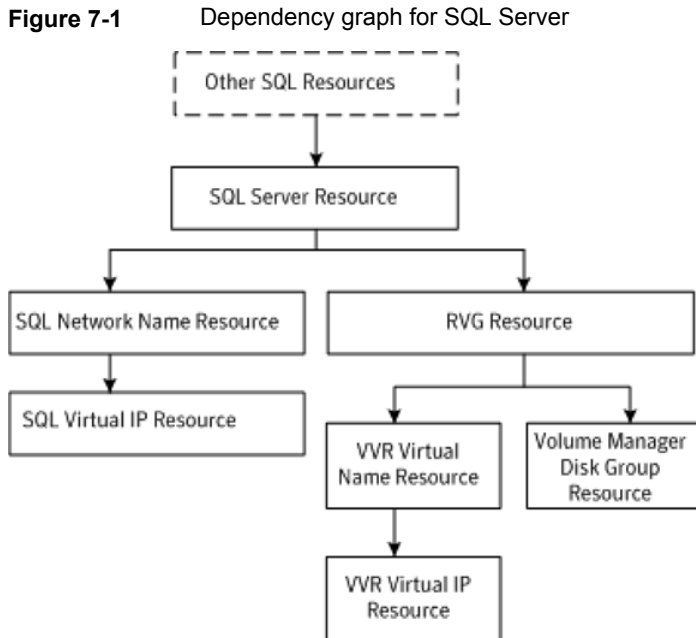 Figure 7-1 Dependency graph for SQL Server
Other SQL Resources
SQL Server Resource
SQL Network Name Resource
RVG Resource
SQL Virtual IP Resource
VVR Virtual
Name Resource
Volume Manager
Disk Group
Resource
VVR Virtual IP
Resource